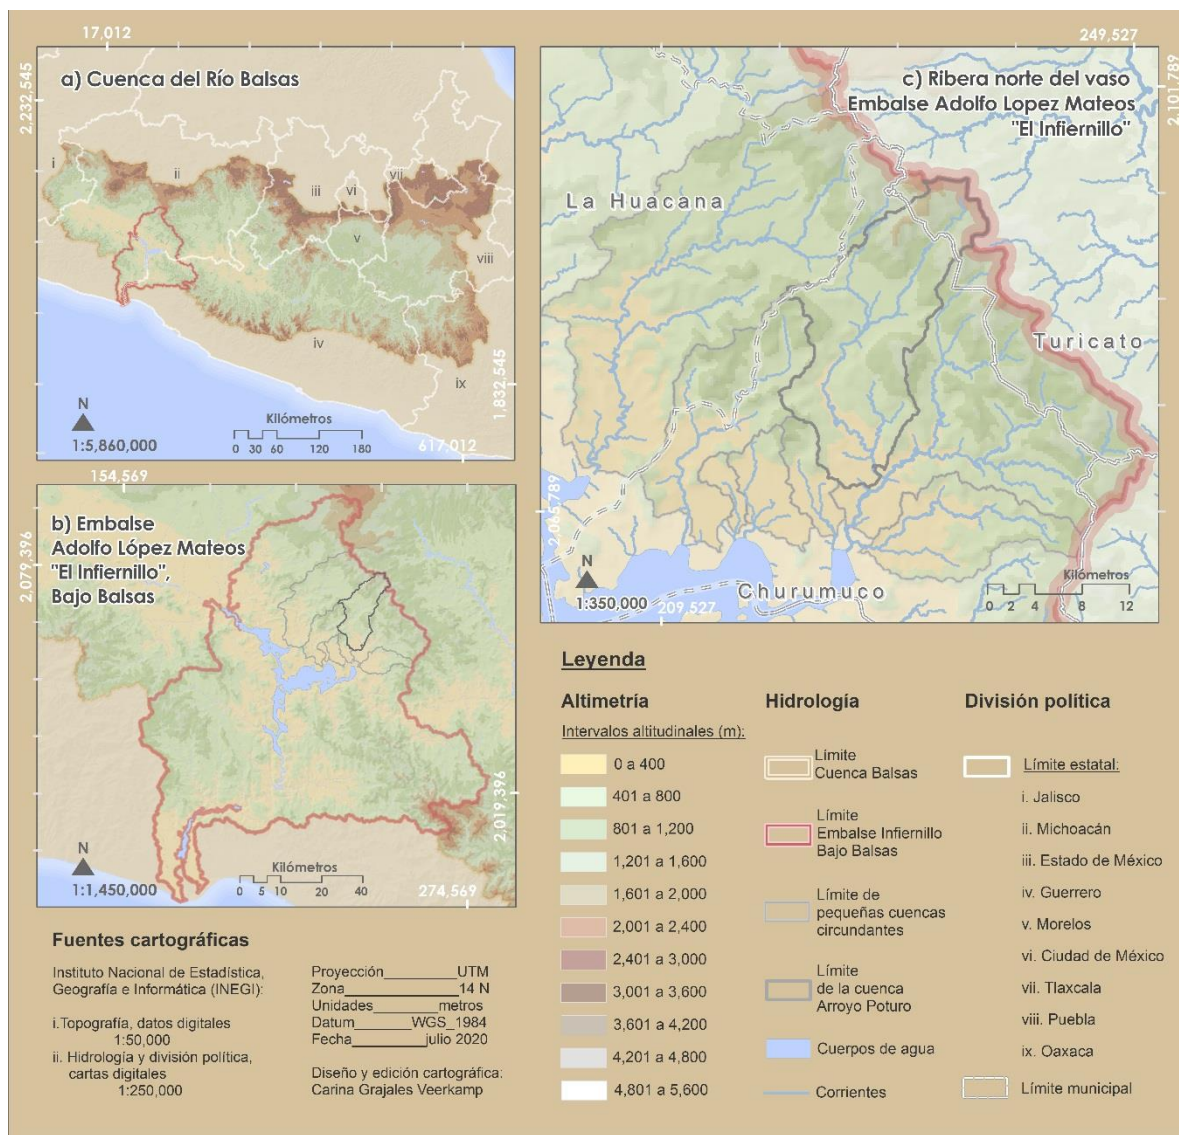 17,012
2,232,545
a) Cuenca del Río Balsas
i
ii
iii
vi
vii
v
viii
iv
ix
N
1:5,860,000
Kilómetros
0 30 60 120 180
1,832,545
617,012
154,569
2,079,396
b) Embalse
Adolfo López Mateos
"El Infiernillo",
Bajo Balsas
N
1:1,450,000
Kilómetros
0 5 10 20 40
2,019,396
274,569
249,527
2,101,789
c) Ribera norte del vaso
Embalse Adolfo Lopez Mateos
"El Infiernillo"
La Huacana
Turicato
Churumuco
2,065,789
N
1:350,000
209,527
Kilómetros
0 2 4 8 12
Leyenda
Altimetría
Intervalos altitudinales (m):
0 a 400
401 a 800
801 a 1,200
1,201 a 1,600
1,601 a 2,000
2,001 a 2,400
2,401 a 3,000
3,001 a 3,600
3,601 a 4,200
4,201 a 4,800
4,801 a 5,600
Hidrología
Límite
Cuenca Balsas
Límite
Embalse Infiernillo
Bajo Balsas
Límite de
pequeñas cuencas
circundantes
Límite
de la cuenca
Arroyo Poturo
Cuerpos de agua
Corrientes
División política
Límite estatal:
i. Jalisco
ii. Michoacán
iii. Estado de México
iv. Guerrero
v. Morelos
vi. Ciudad de México
vii. Tlaxcala
viii. Puebla
ix. Oaxaca
Límite municipal
Fuentes cartográficas
Instituto Nacional de Estadística,
Geografía e Informática (INEGI):
i.Topografía, datos digitales
1:50,000
ii. Hidrología y división política,
cartas digitales
1:250,000
Proyección________UTM
Zona____________14 N
Unidades_______metros
Datum______WGS_1984
Fecha________julio 2020
Diseño y edición cartográfica:
Carina Grajales Veerkamp